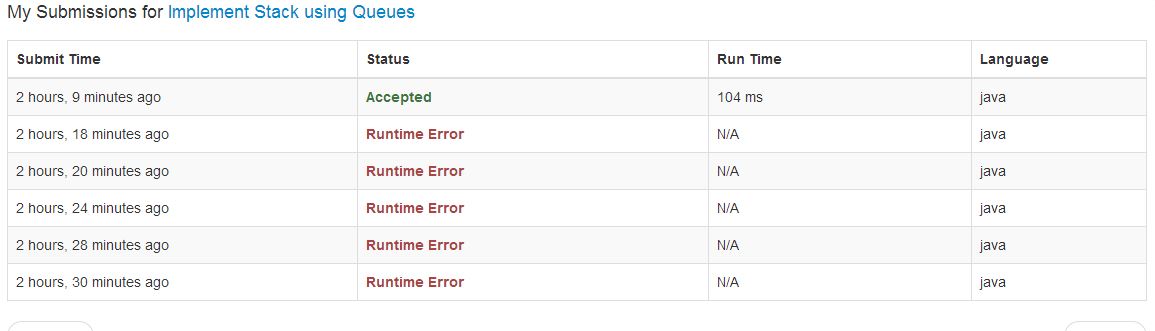 My Submissions for Implement Stack using Queues
Submit Time Status Run Time Language
2 hours, 9 minutes ago Accepted 104 ms java
2 hours, 18 minutes ago Runtime Error N/A java
2 hours, 20 minutes ago Runtime Error N/A java
2 hours, 24 minutes ago Runtime Error N/A java
2 hours, 28 minutes ago Runtime Error N/A java
2 hours, 30 minutes ago Runtime Error N/A java